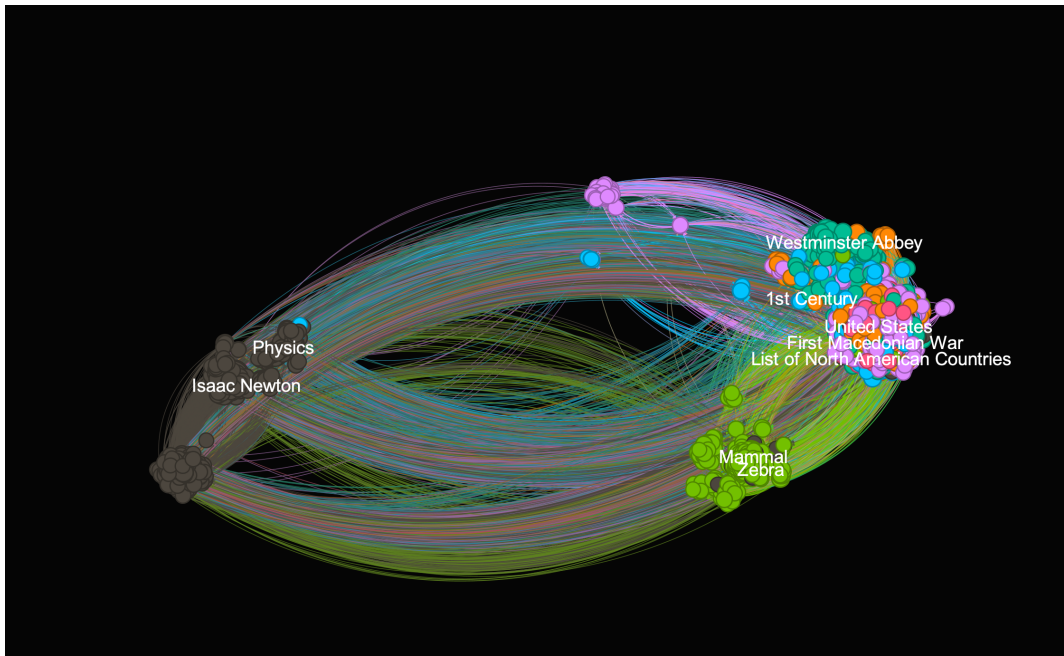 Westminster Abbey
1st Century
United States
First Macedonian War
List of North American Countries
Physics
Isaac Newton
Mammal
Zebra